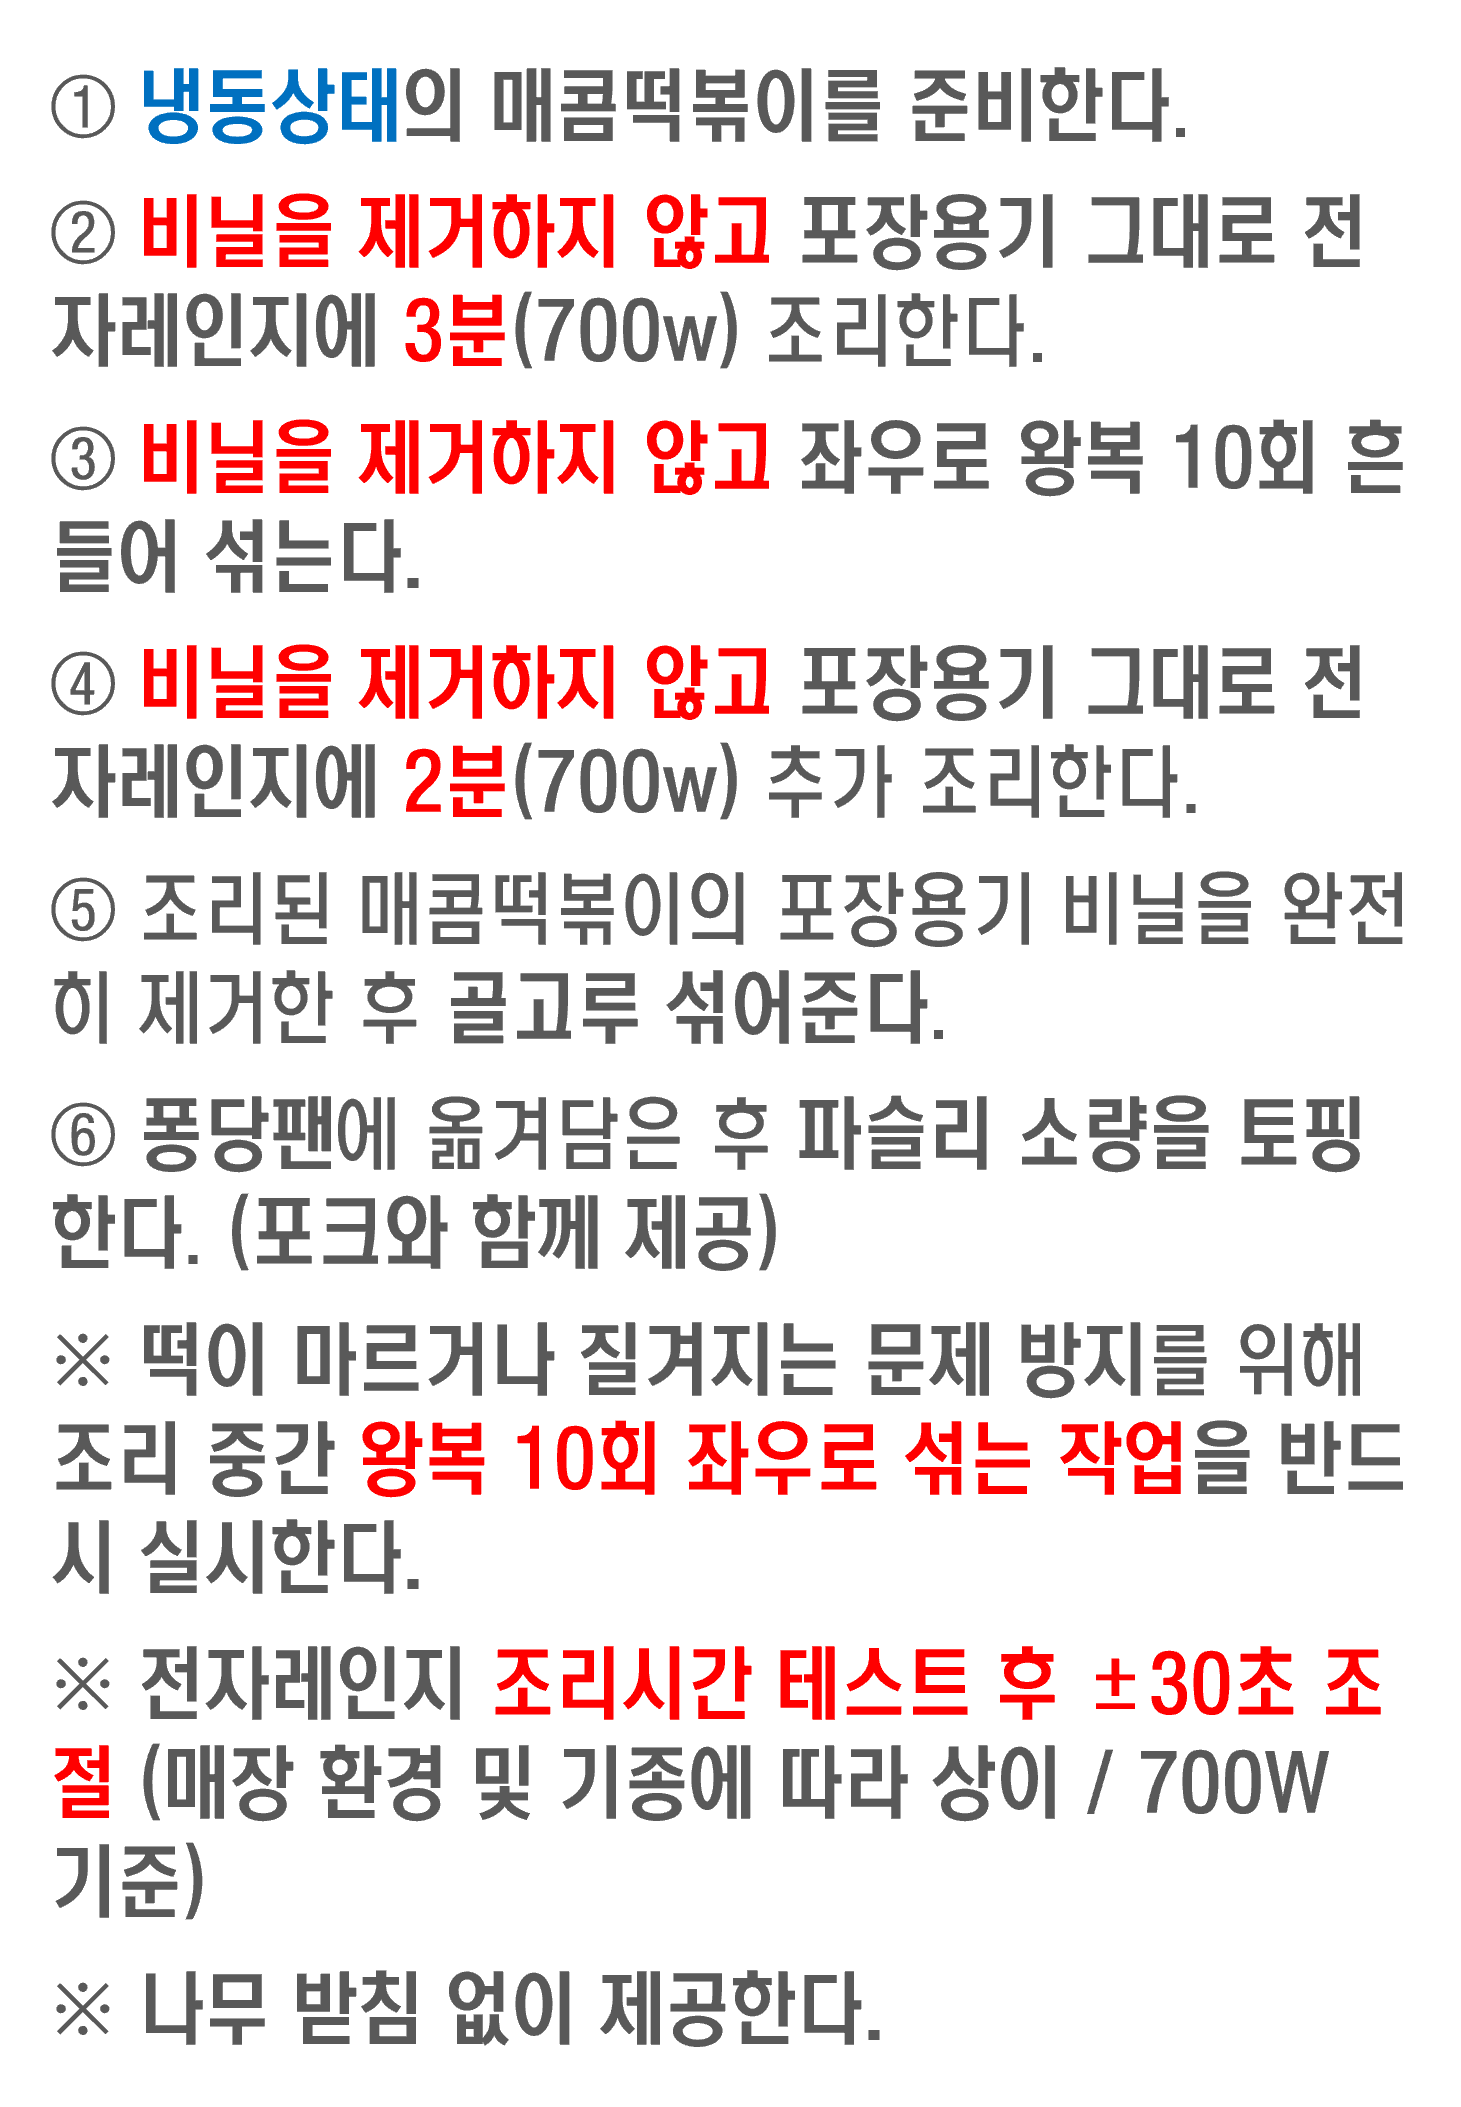 ① 냉동상태의 매콤떡볶이를 준비한다.
② 비닐을 제거하지 않고 포장용기 그대로 전
자레인지에 3분(700w) 조리한다.
③ 비닐을 제거하지 않고 좌우로 왕복 10회 흔
들어 섞는다.
④ 비닐을 제거하지 않고 포장용기 그대로 전
자레인지에 2분(700w) 추가 조리한다.
⑤ 조리된 매콤떡볶이의 포장용기 비닐을 완전
히 제거한 후 골고루 섞어준다.
⑥ 퐁당팬에 옮겨담은 후 파슬리 소량을 토핑
한다. (포크와 함께 제공)
※ 떡이 마르거나 질겨지는 문제 방지를 위해
조리 중간 왕복 10회 좌우로 섞는 작업을 반드
시 실시한다.
※ 전자레인지 조리시간 테스트 후 ±30초 조
절 (매장 환경 및 기종에 따라 상이 / 700W
기준)
※ 나무 받침 없이 제공한다.